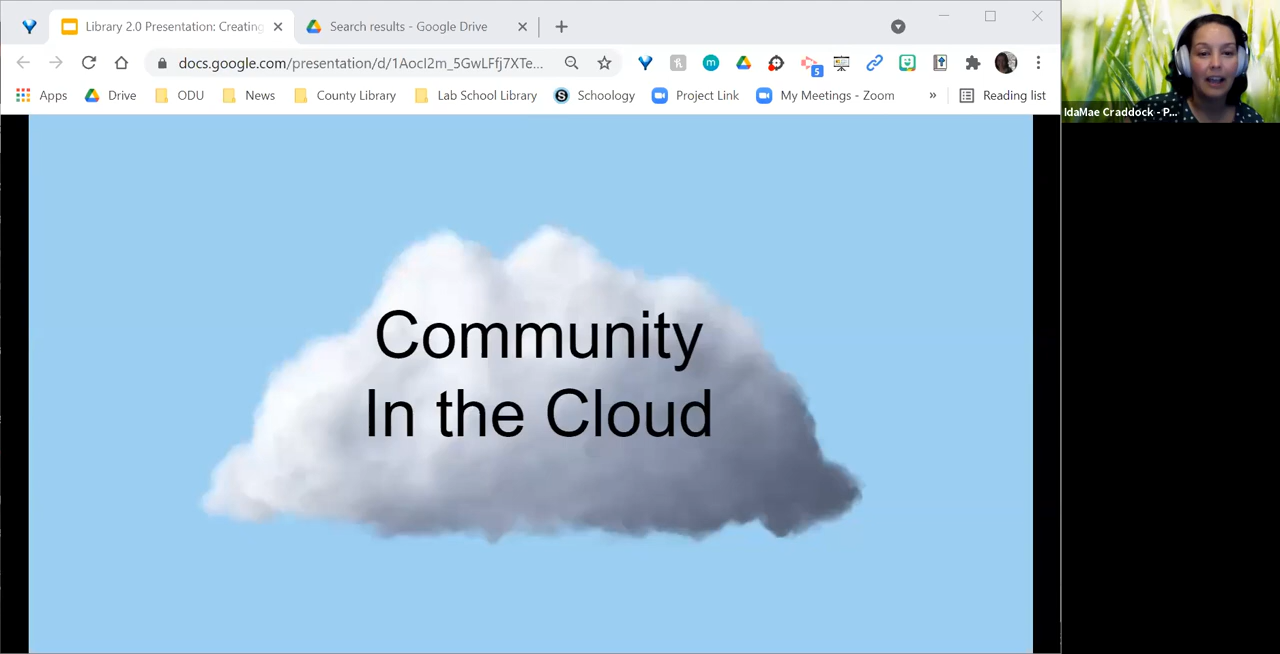 Library 2.0 Presentation: Creating
Search results - Google Drive
docs.google.com/presentation/d/1AocI2m_5GwLFfj7XTe...
5
Apps
Drive
ODU
News
County Library
Lab School Library
Schoology
Project Link
My Meetings - Zoom
»
Reading list
IdaMae Craddock - P...
Community
In the Cloud